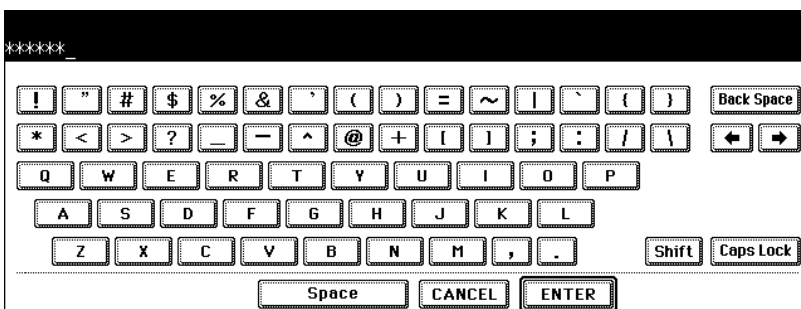 ******_
! " # $ % & ' ( ) = ~ | ` { } Back Space
* < > ? _ - ^ @ + [ ] ; : / \ ← →
Q W E R T Y U I O P
A S D F G H J K L
Z X C V B N M , . Shift Caps Lock
Space CANCEL ENTER